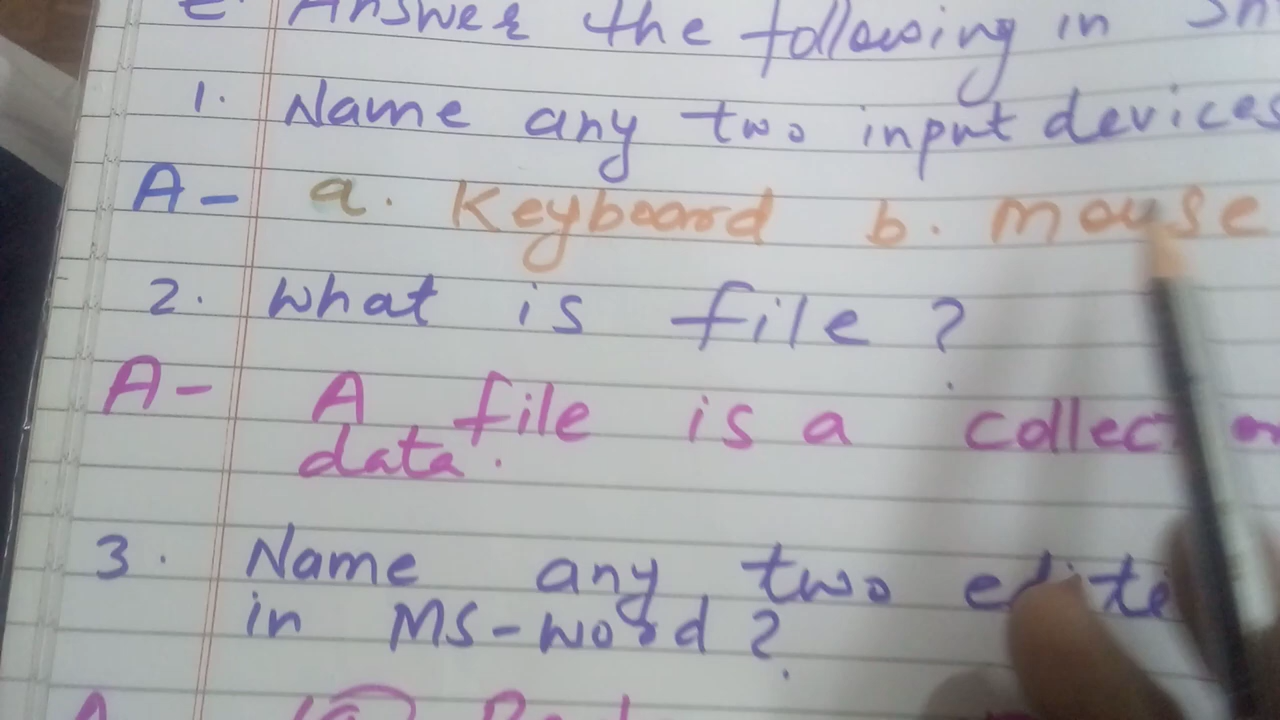 Answer the following in
1. Name any two input devices
A- a. Keyboard b. mouse
2. what is file ?
A- A file is a
data.
3. Name any two
in MS-word ?
A